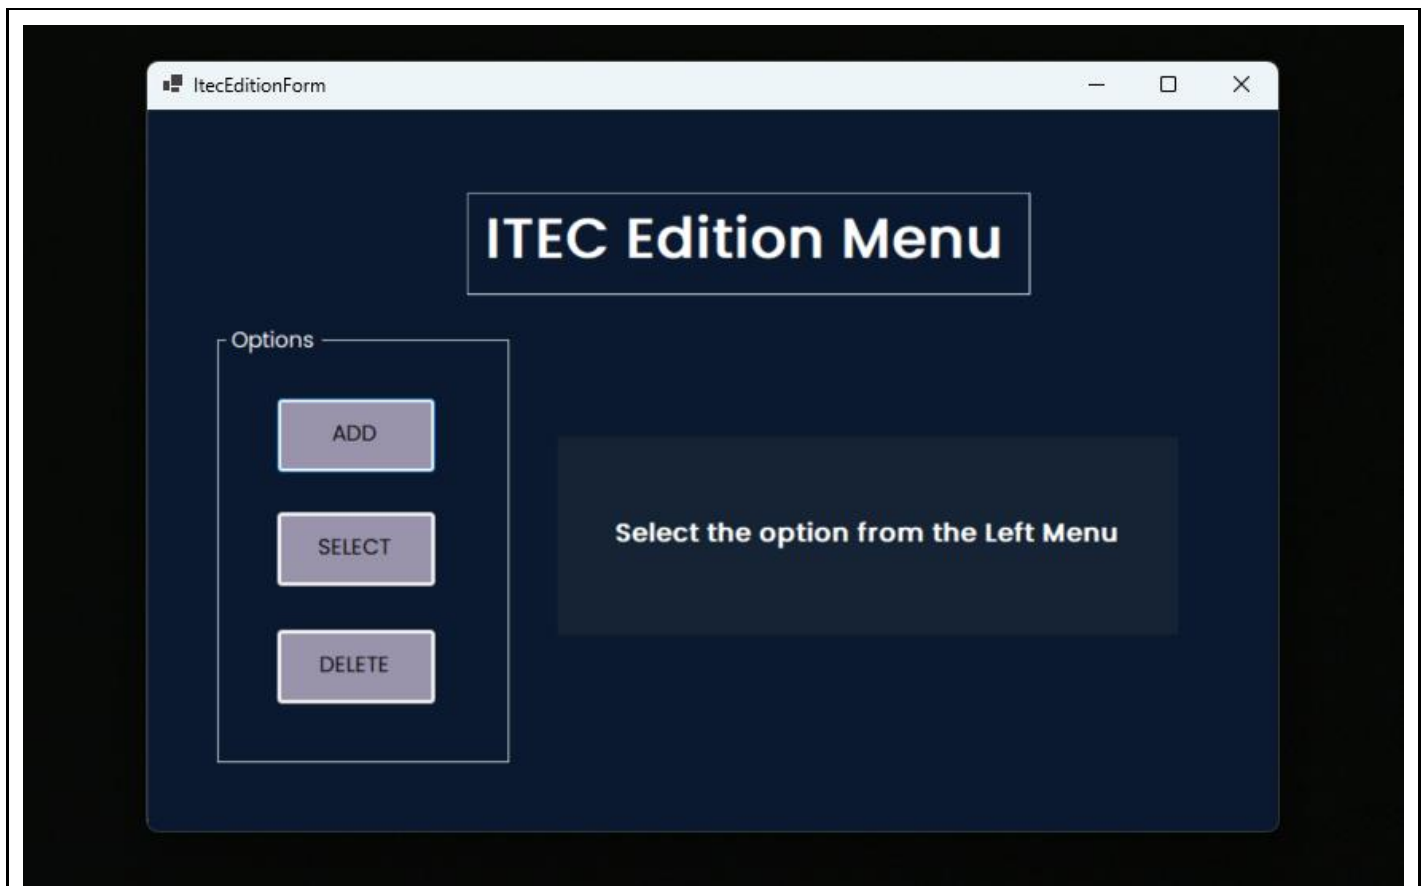 ItecEditionForm
ITEC Edition Menu
Options
ADD
SELECT
DELETE
Select the option from the Left Menu